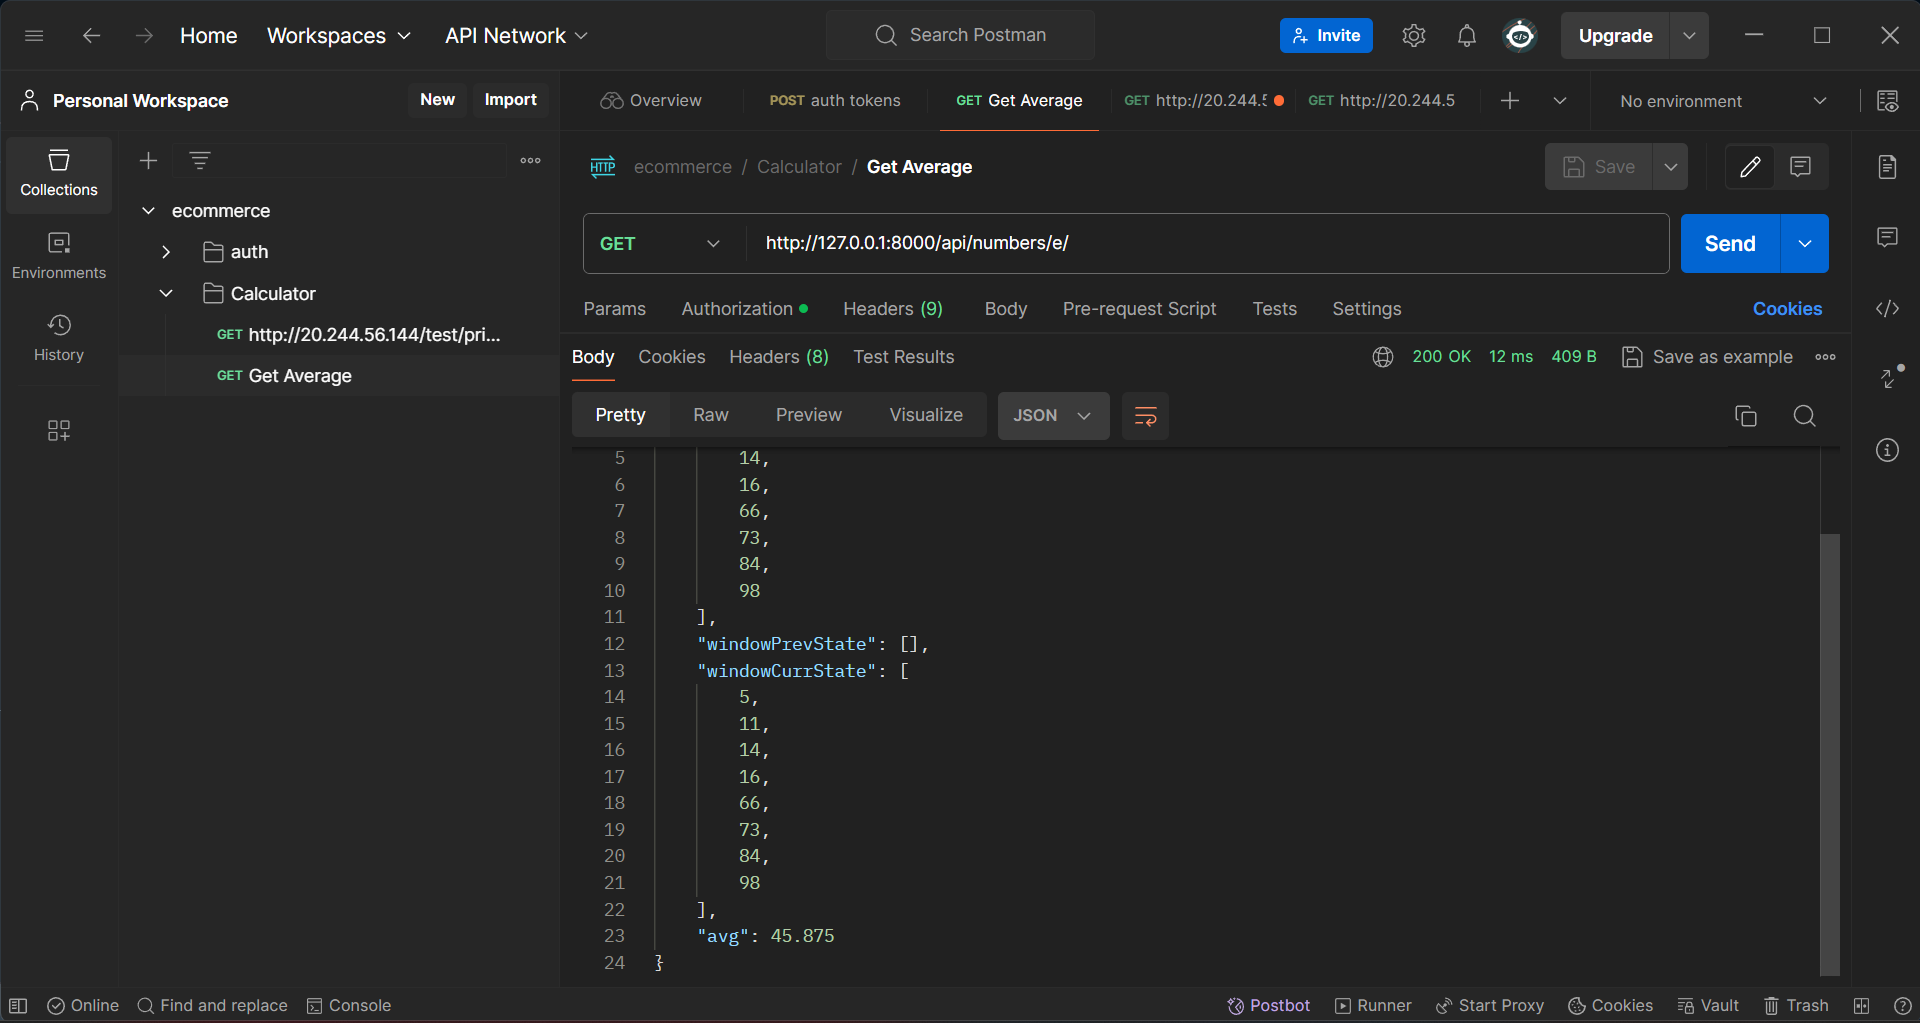 Home Workspaces API Network Search Postman Invite Upgrade
Personal Workspace New Import Overview POST auth tokens GET Get Average GET http://20.244.5 GET http://20.244.5 No environment
Collections
Environments
History
ecommerce
auth
Calculator
GET http://20.244.56.144/test/pri...
GET Get Average
HTTP ecommerce / Calculator / Get Average Save
GET http://127.0.0.1:8000/api/numbers/e/ Send
Params Authorization Headers (9) Body Pre-request Script Tests Settings Cookies
Body Cookies Headers (8) Test Results 200 OK 12 ms 409 B Save as example
Pretty Raw Preview Visualize JSON
5 14,
6 16,
7 66,
8 73,
9 84,
10 98
11 ],
12 "windowPrevState": [],
13 "windowCurrState": [
14 5,
15 11,
16 14,
17 16,
18 66,
19 73,
20 84,
21 98
22 ],
23 "avg": 45.875
24 }
Online Find and replace Console Postbot Runner Start Proxy Cookies Vault Trash